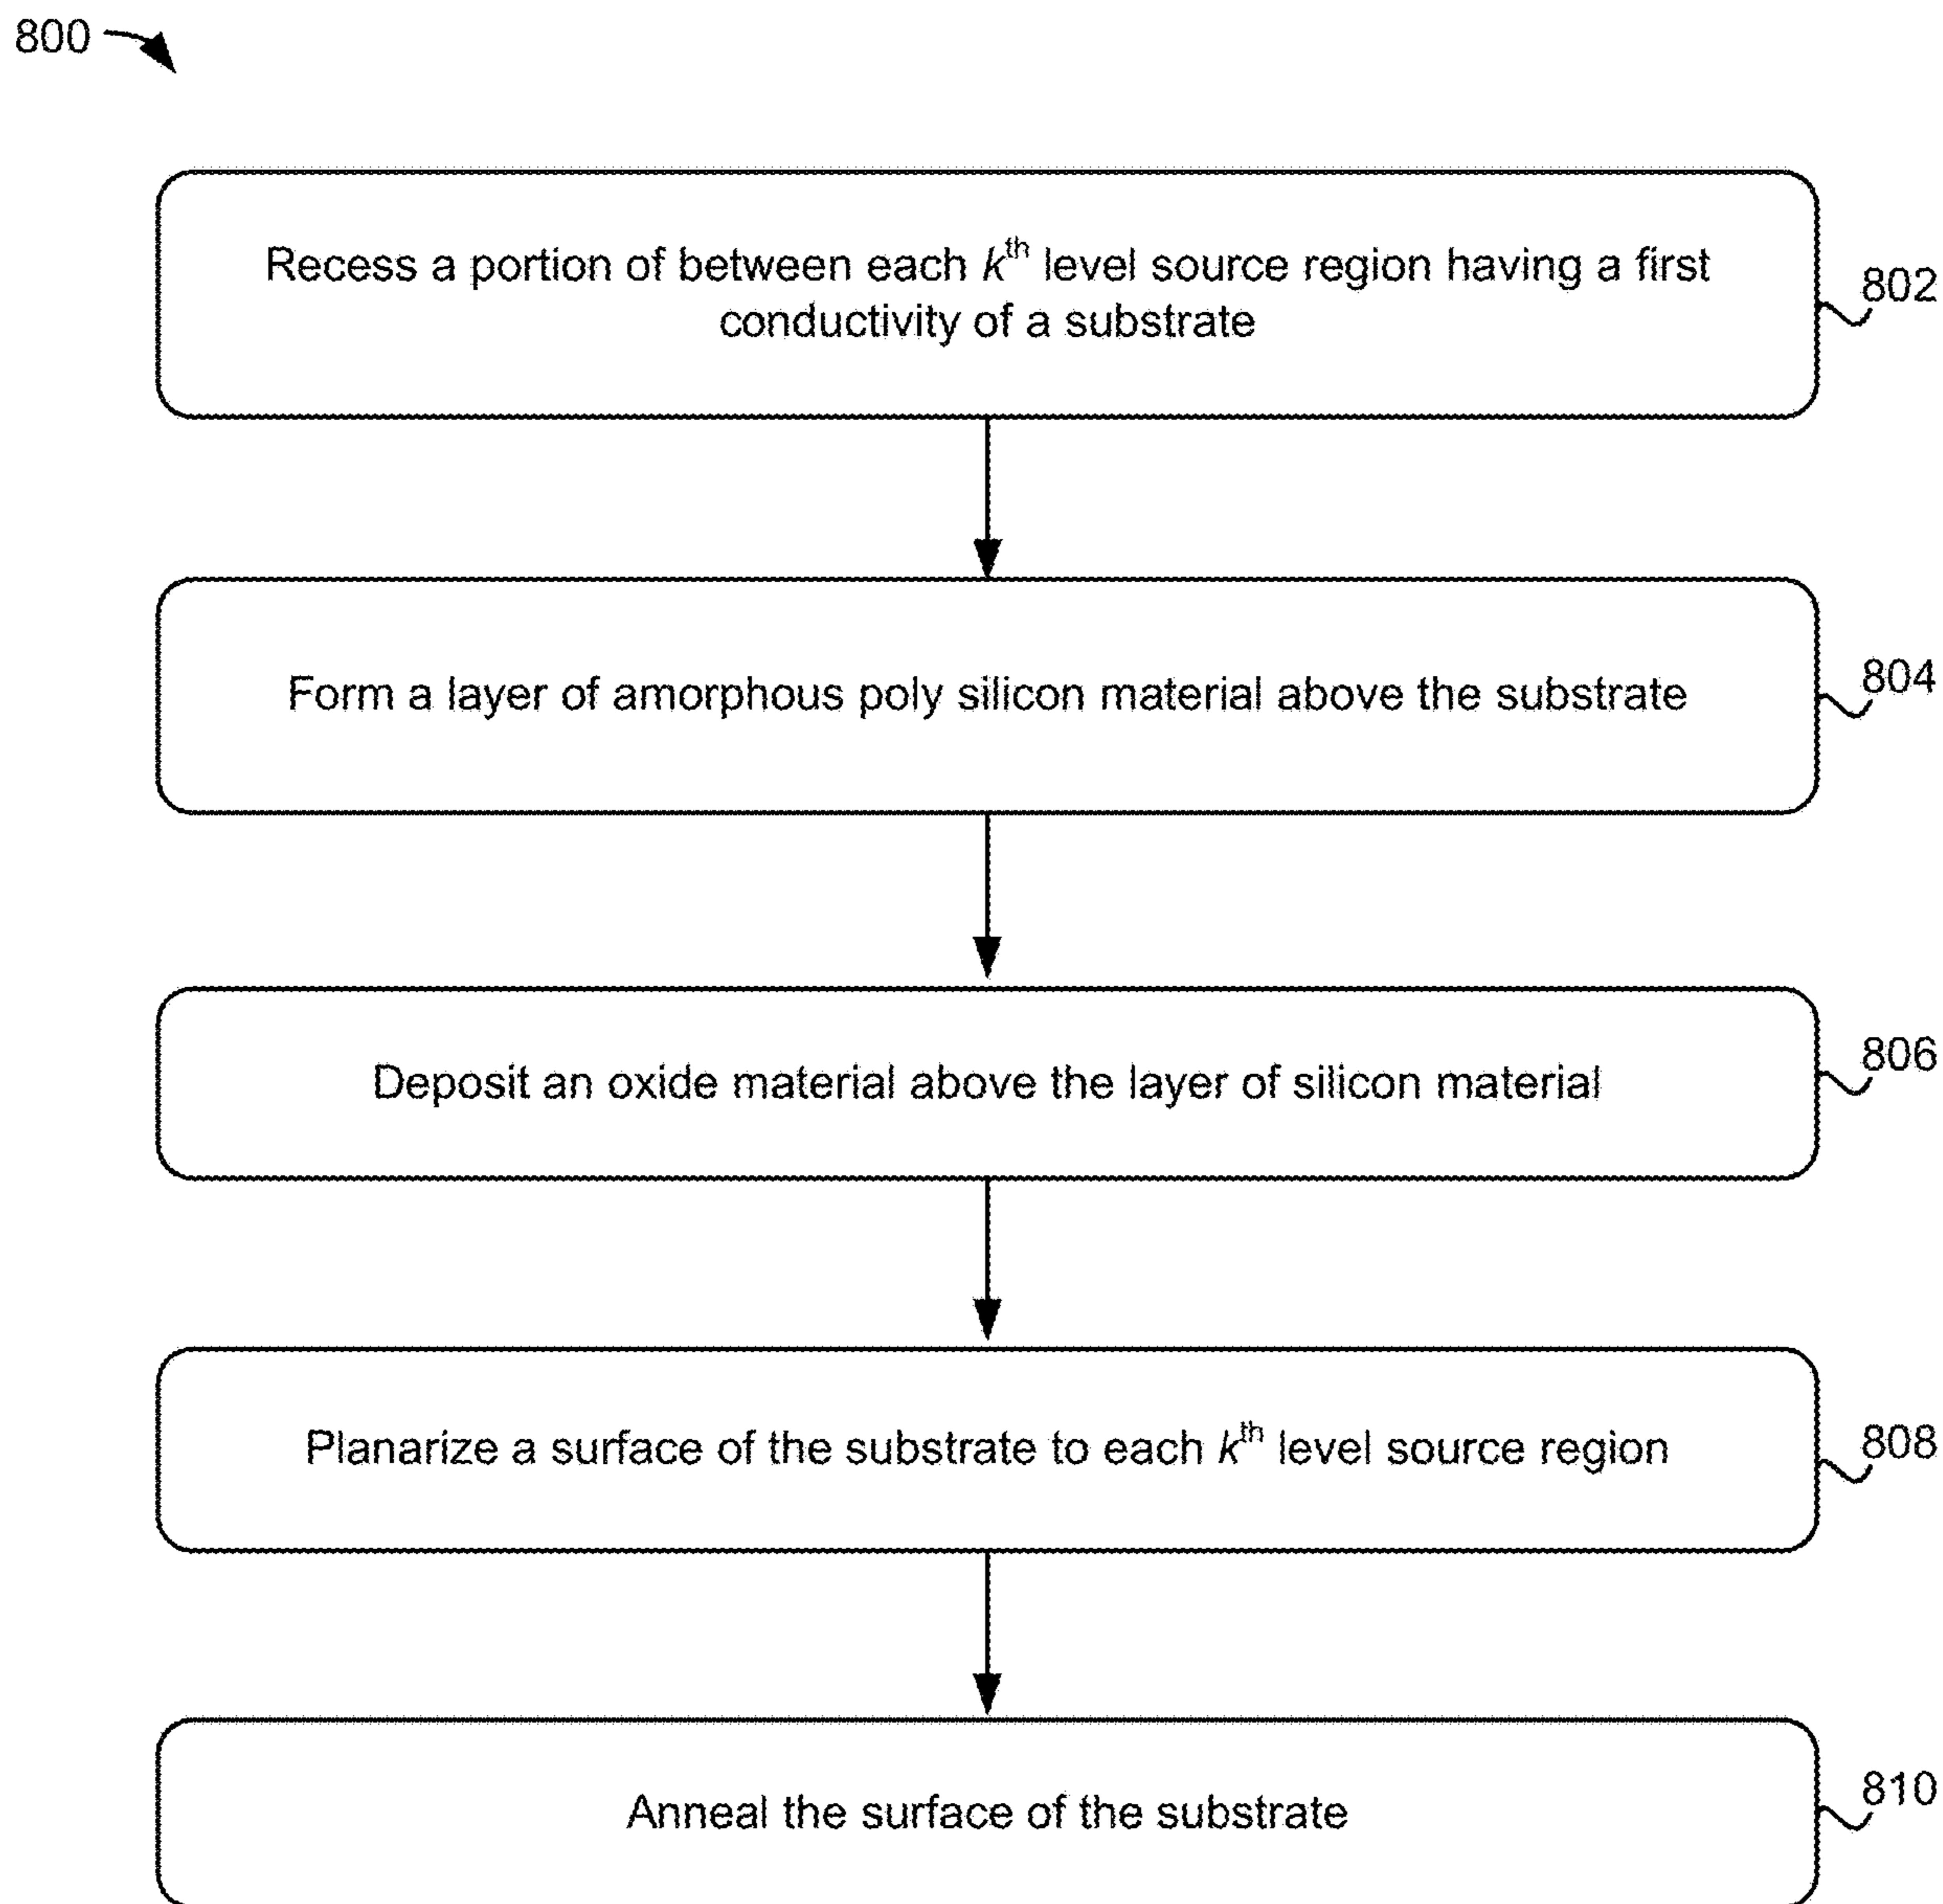 800
Recess a portion of between each kth level source region having a first
conductivity of a substrate
802
Form a layer of amorphous poly silicon material above the substrate
804
Deposit an oxide material above the layer of silicon material
806
Planarize a surface of the substrate to each kth level source region
808
Anneal the surface of the substrate
810